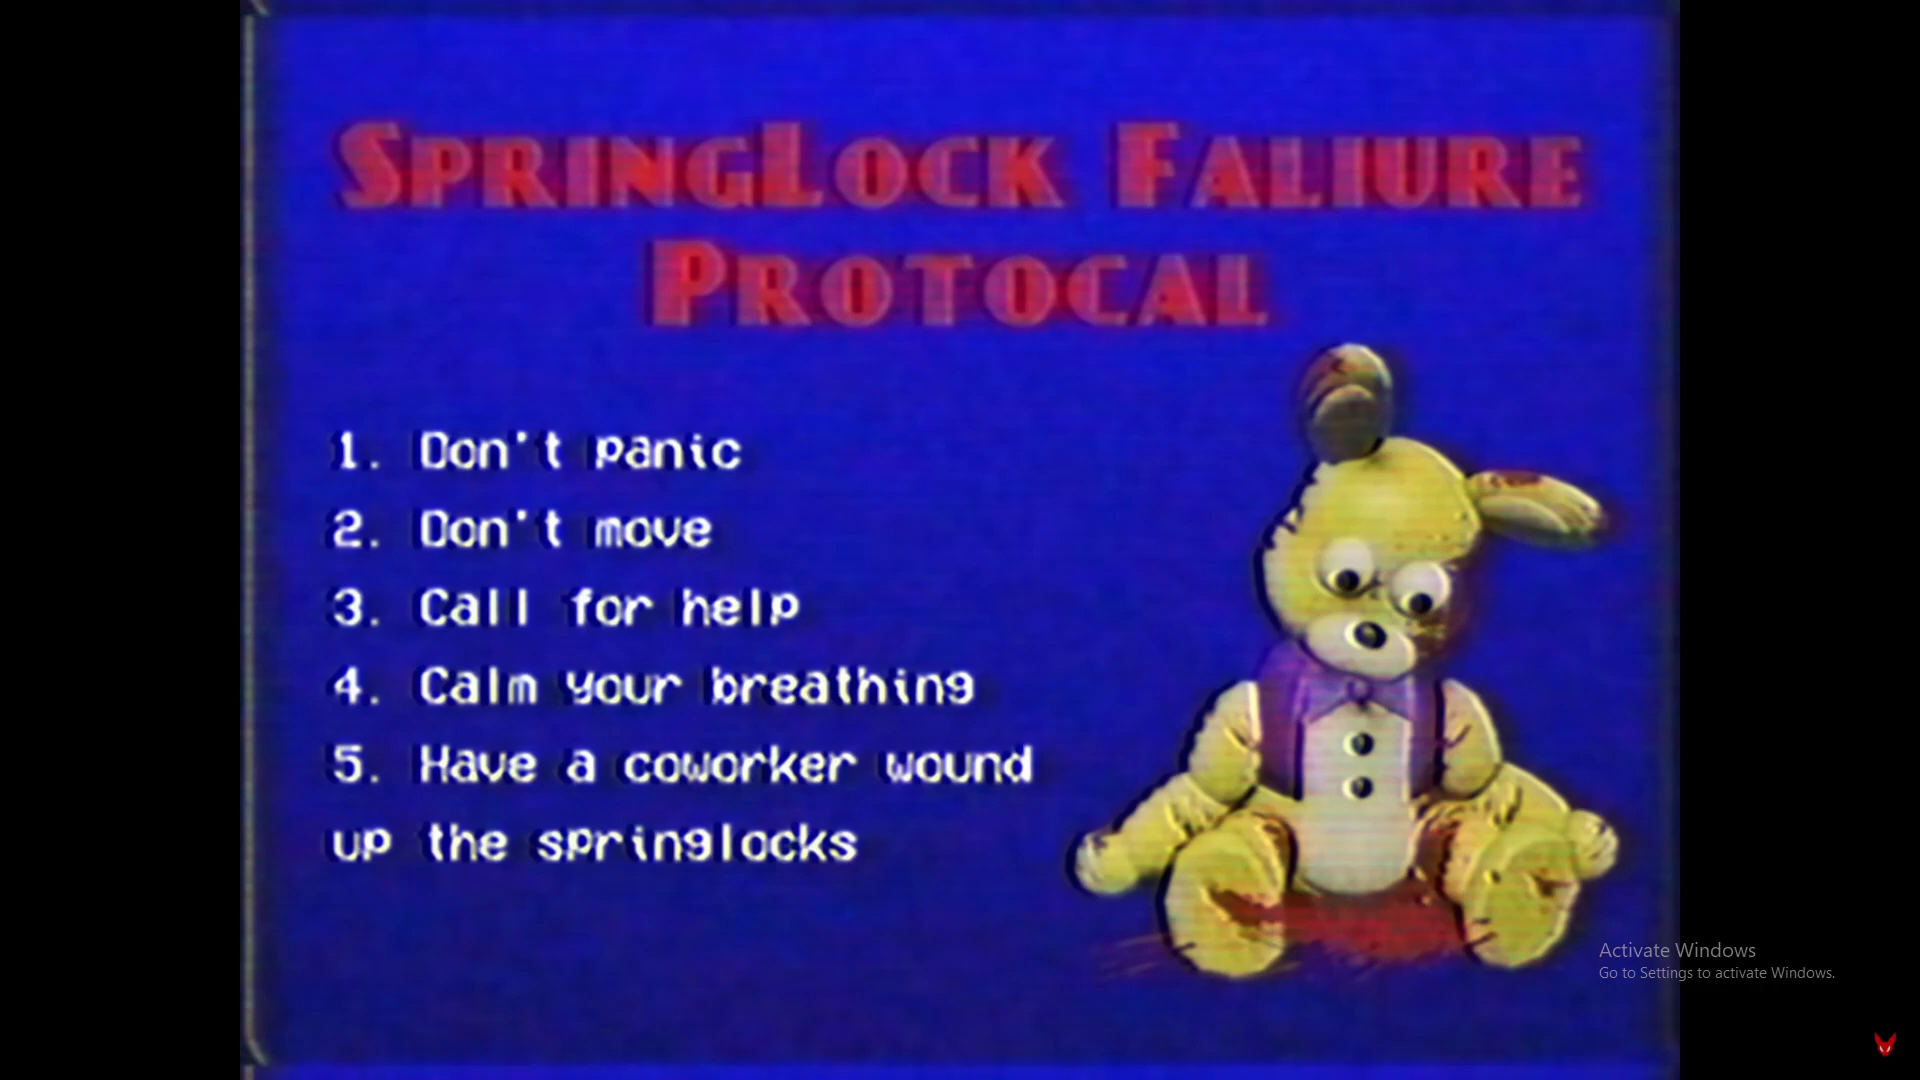 SpringLock Faliure
Protocal
1. Don't panic
2. Don't move
3. Call for help
4. Calm your breathing
5. Have a coworker wound
up the springlocks
Activate Windows
Go to Settings to activate Windows.